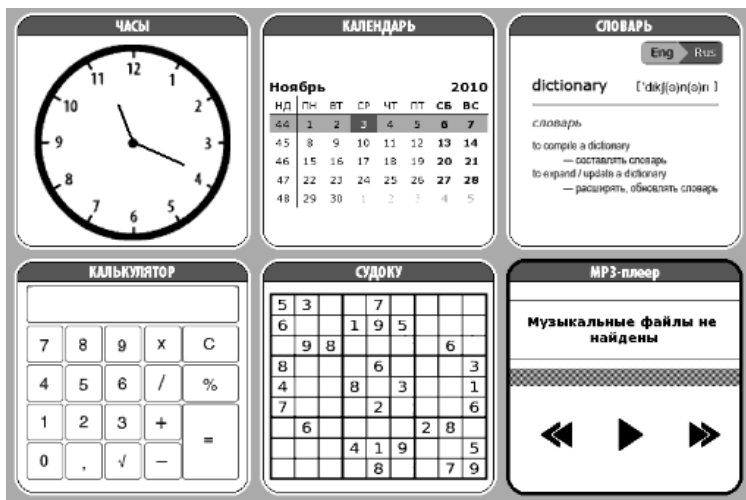 ЧАСЫ
12
11
1
10
2
9
3
8
4
7
5
6
КАЛЕНДАРЬ
Ноябрь 2010
НД ПН ВТ СР ЧТ ПТ СБ ВС
44 1 2 3 4 5 6 7
45 8 9 10 11 12 13 14
46 15 16 17 18 19 20 21
47 22 23 24 25 26 27 28
48 29 30 1 2 3 4 5
СЛОВАРЬ
Eng Rus
dictionary ['dɪkʃ(ə)n(ə)rɪ ]
словарь
to compile a dictionary
— составлять словарь
to expand / update a dictionary
— расширять, обновлять словарь
КАЛЬКУЛЯТОР
7 8 9 X C
4 5 6 / %
1 2 3 + =
0 , √ —
СУДОКУ
5 3 7
6 1 9 5
9 8 6
8 6 3
4 8 3 1
7 2 6
6 2 8
4 1 9 5
8 7 9
MP3-плеер
Музыкальные файлы не
найдены